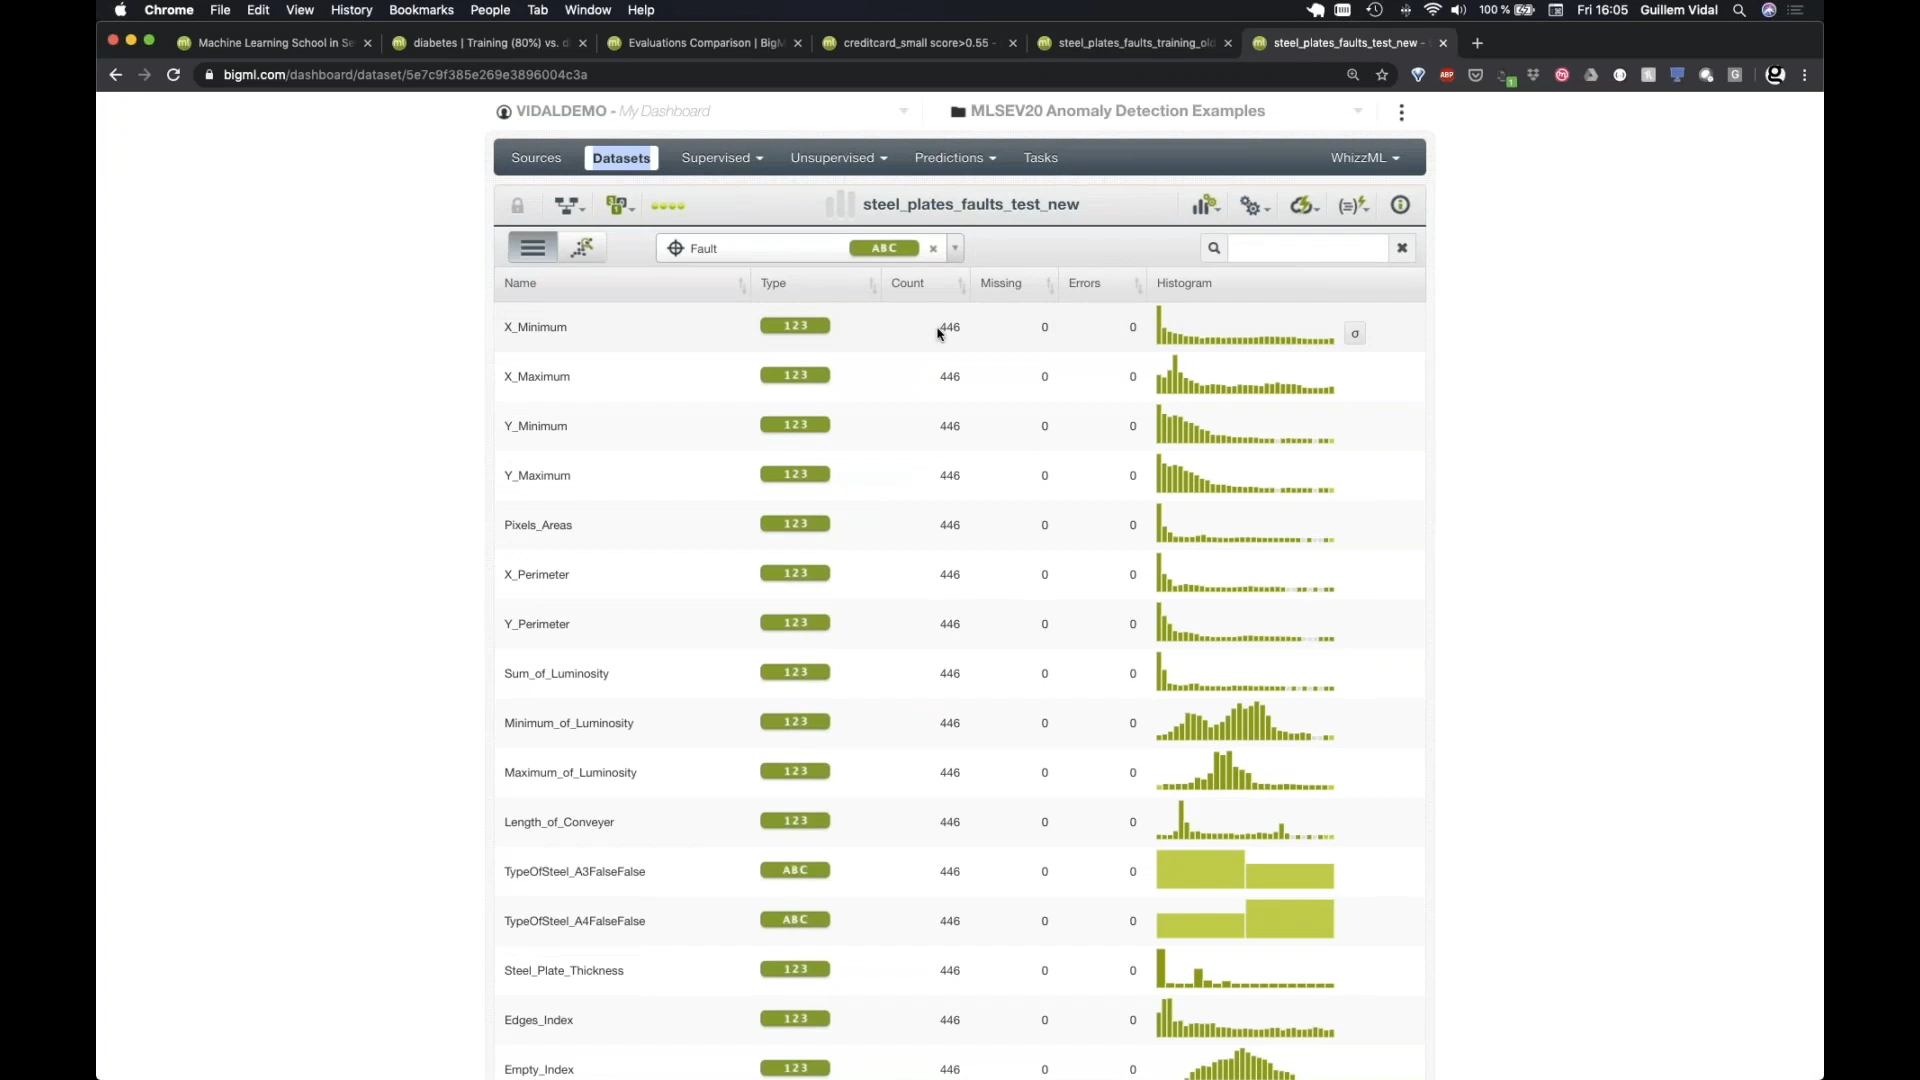 Chrome File Edit View History Bookmarks People Tab Window Help 100 % Fri 16:05 Guillem Vidal
Machine Learning School in Se diabetes | Training (80%) vs. d Evaluations Comparison | BigM creditcard_small score>0.55 - steel_plates_faults_training_old steel_plates_faults_test_new -
bigml.com/dashboard/dataset/5e7c9f385e269e3896004c3a
VIDALDEMO - My Dashboard MLSEV20 Anomaly Detection Examples
Sources Datasets Supervised Unsupervised Predictions Tasks WhizzML
steel_plates_faults_test_new
Fault ABC
Name Type Count Missing Errors Histogram
X_Minimum 123 446 0 0 σ
X_Maximum 123 446 0 0
Y_Minimum 123 446 0 0
Y_Maximum 123 446 0 0
Pixels_Areas 123 446 0 0
X_Perimeter 123 446 0 0
Y_Perimeter 123 446 0 0
Sum_of_Luminosity 123 446 0 0
Minimum_of_Luminosity 123 446 0 0
Maximum_of_Luminosity 123 446 0 0
Length_of_Conveyer 123 446 0 0
TypeOfSteel_A3FalseFalse ABC 446 0 0
TypeOfSteel_A4FalseFalse ABC 446 0 0
Steel_Plate_Thickness 123 446 0 0
Edges_Index 123 446 0 0
Empty_Index 123 446 0 0